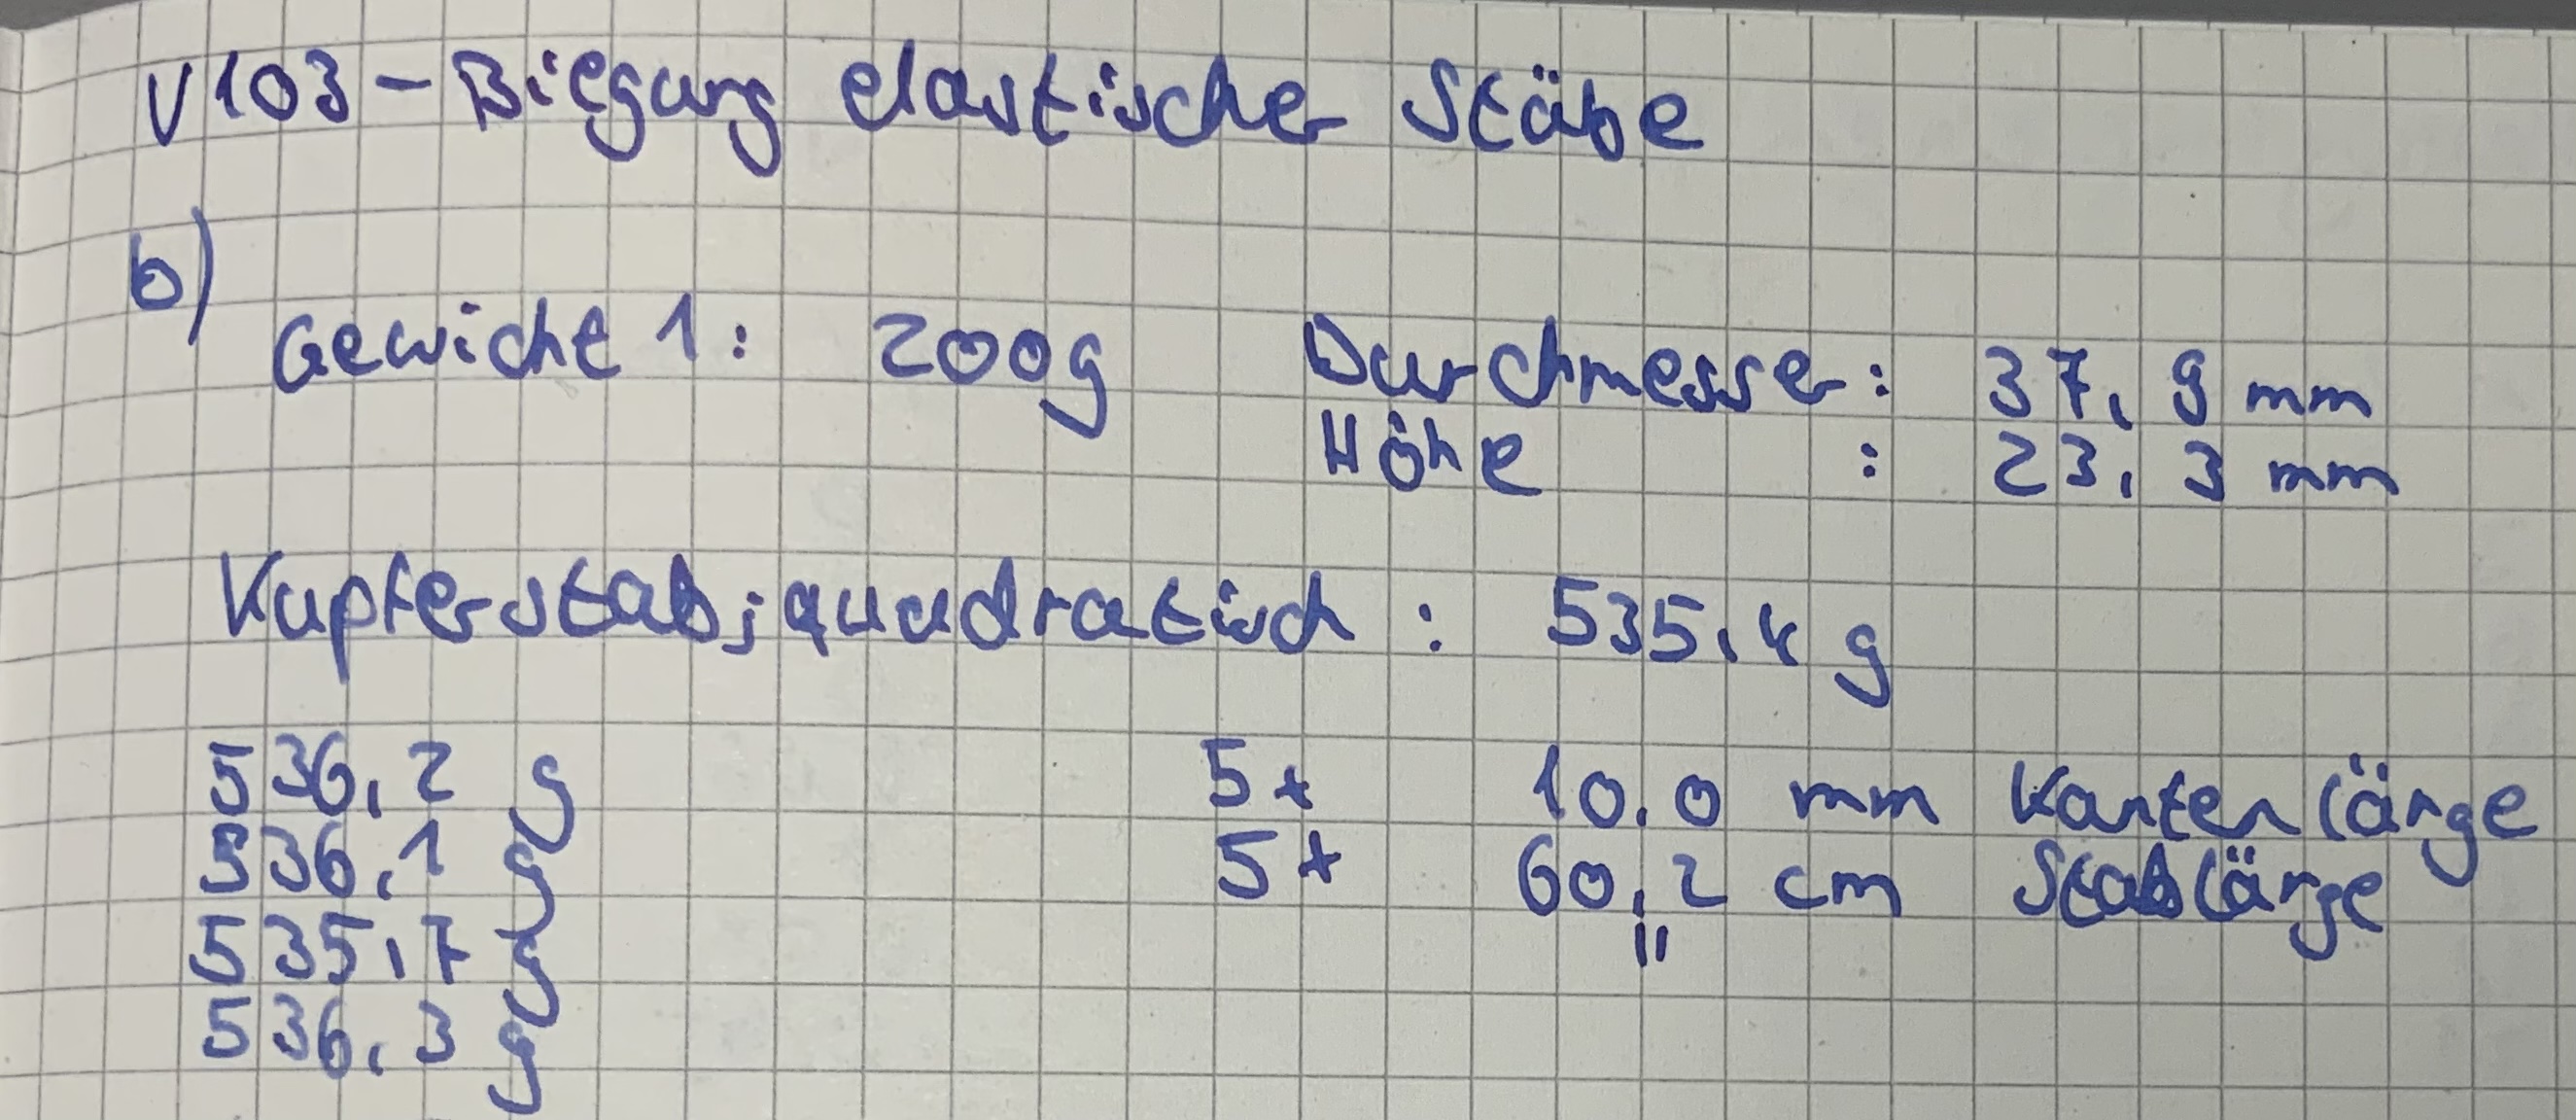 V103 - Biegung elastischer Stäbe
b)
Gewicht 1: 200g Durchmesser: 37,9 mm
Höhe : 23,3 mm
Kupferstab; quadratisch : 535,4 g
536,2 g 5x 10,0 mm Kantenlänge
536,1 g 5x 60,2 cm Stablänge
535,7 g
536,3 g